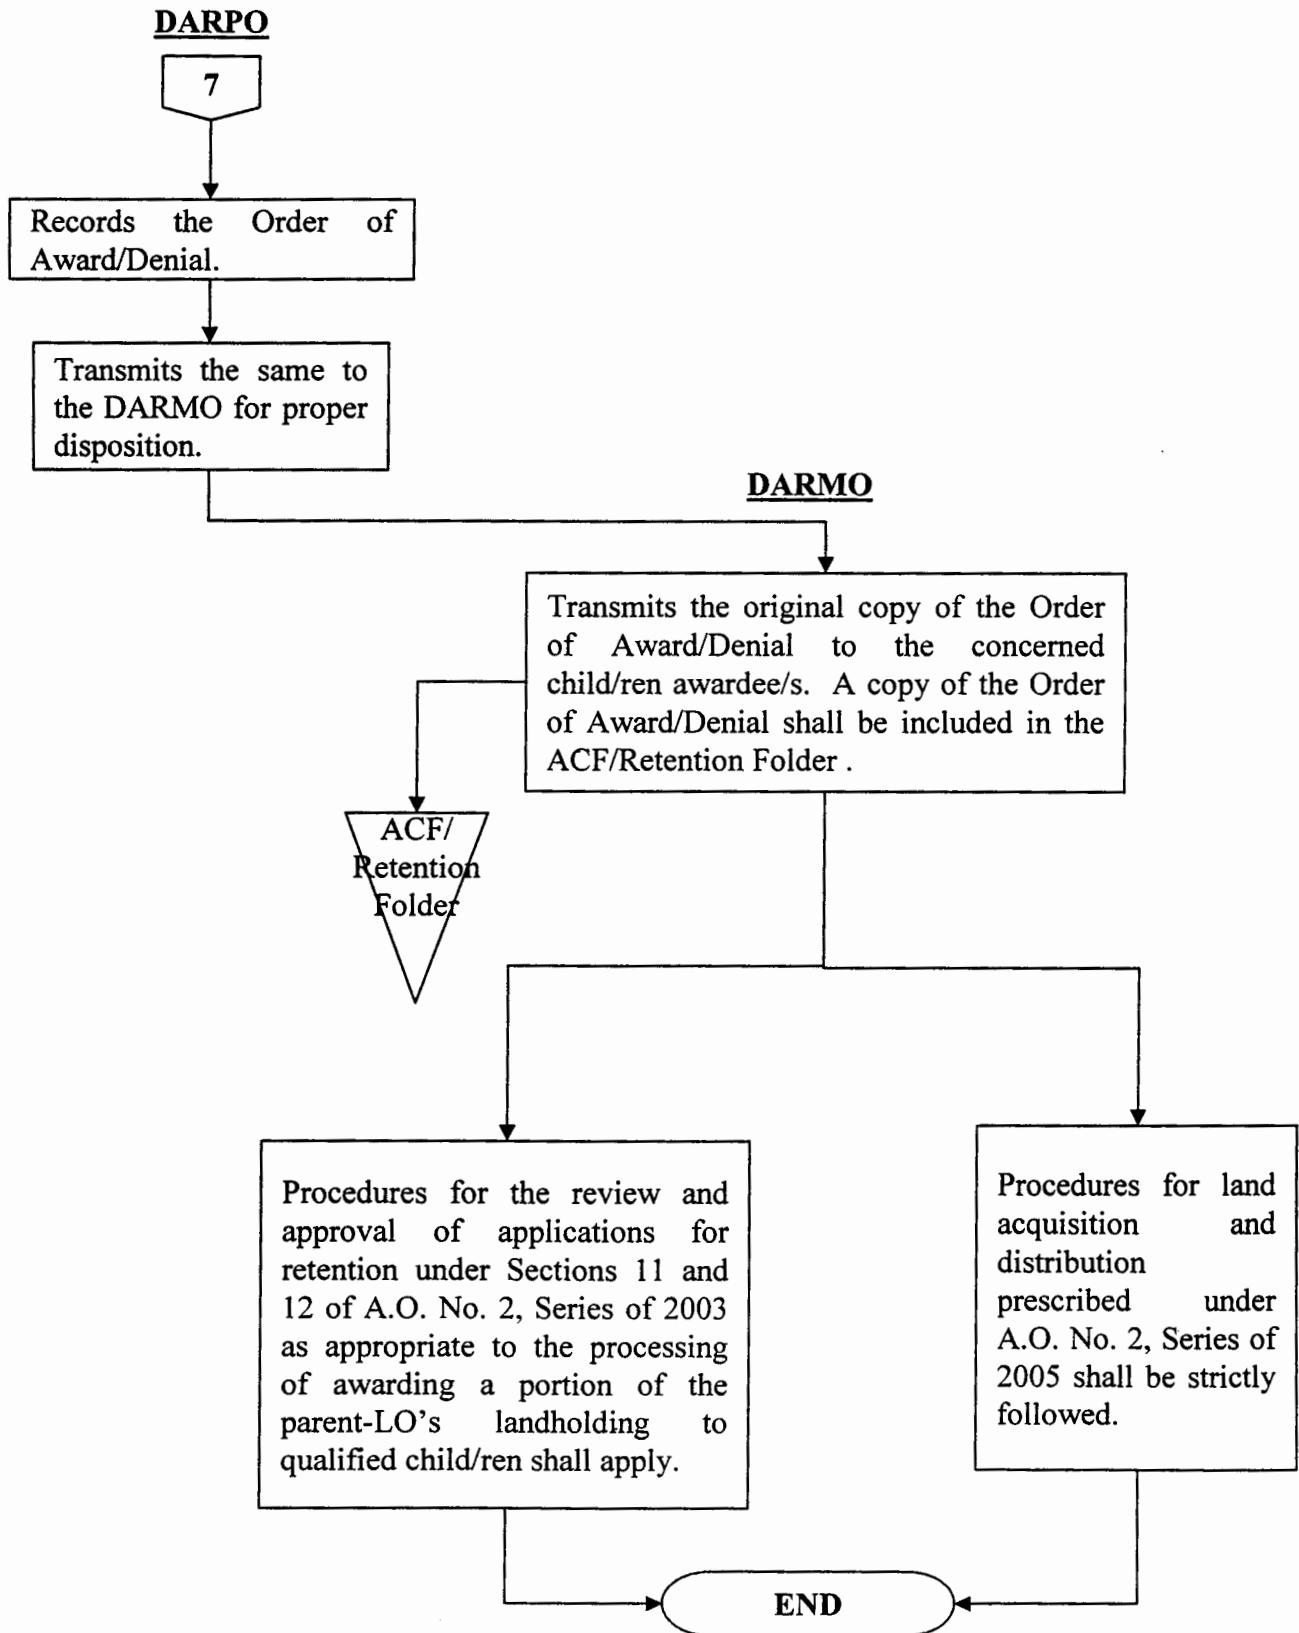 DARPO
7
Records the Order of
Award/Denial.
Transmits the same to
the DARMO for proper
disposition.
DARMO
Transmits the original copy of the Order
of Award/Denial to the concerned
child/ren awardee/s. A copy of the Order
of Award/Denial shall be included in the
ACF/Retention Folder .
ACF/
Retention
Folder
Procedures for the review and
approval of applications for
retention under Sections 11 and
12 of A.O. No. 2, Series of 2003
as appropriate to the processing
of awarding a portion of the
parent-LO's landholding to
qualified child/ren shall apply.
Procedures for land
acquisition and
distribution
prescribed under
A.O. No. 2, Series of
2005 shall be strictly
followed.
END